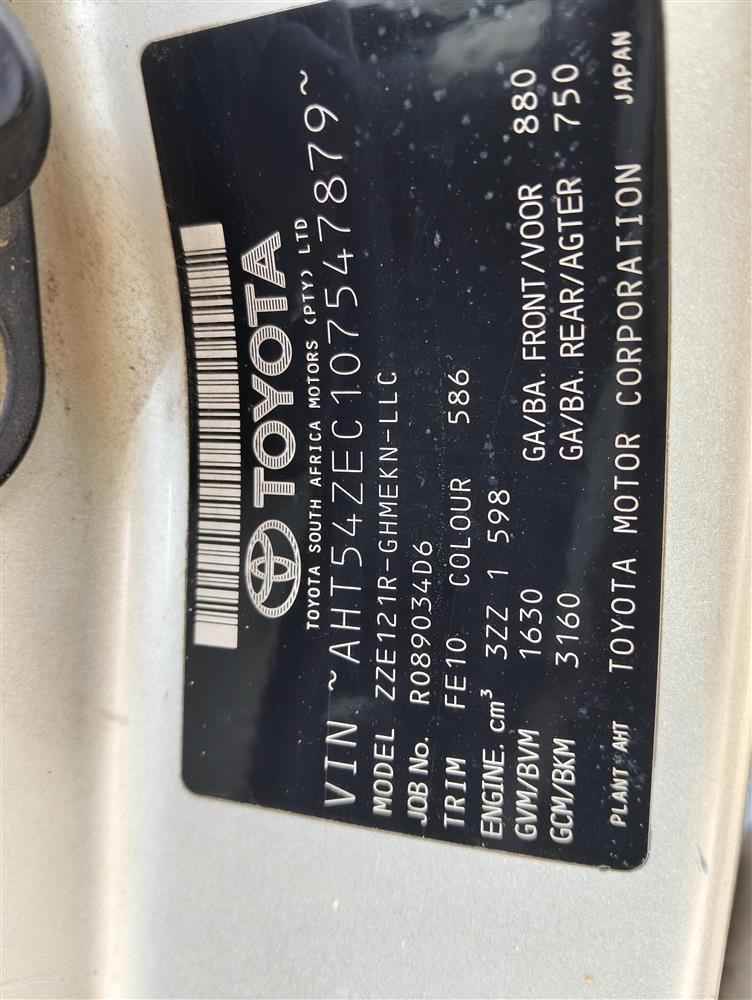 TOYOTA
TOYOTA SOUTH AFRICA MOTORS (PTY) LTD
VIN ~AHT54ZEC107547879~
MODEL ZZE121R-GHMEKN-LLC
JOB No. R089034D6
TRIM FE10 COLOUR 586
ENGINE. cm³ 3ZZ 1 598
GVM/BVM 1630 GA/BA. FRONT/VOOR 880
GCM/BKM 3160 GA/BA. REAR/AGTER 750
PLANT AHT TOYOTA MOTOR CORPORATION JAPAN